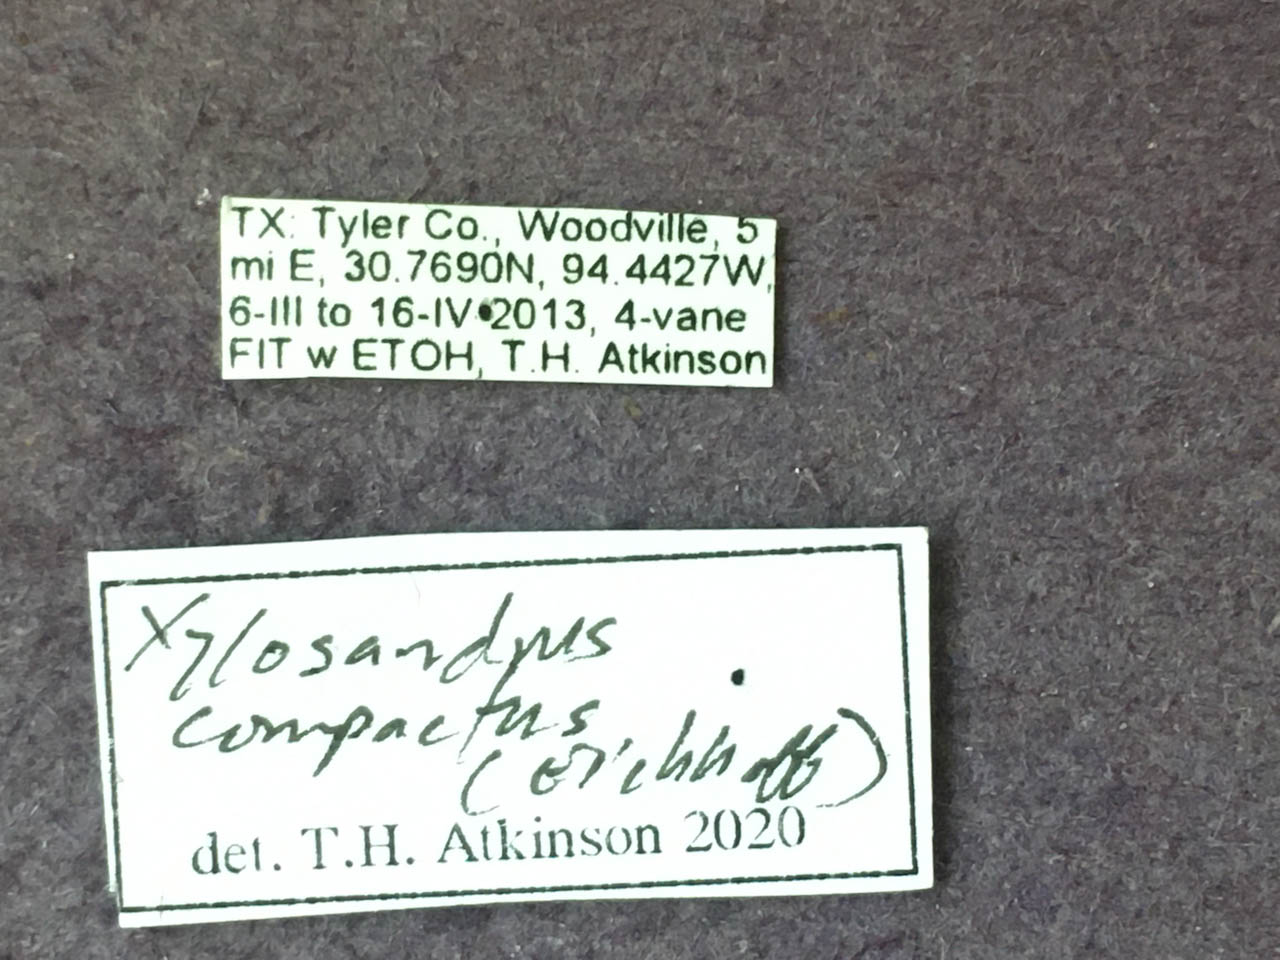 TX: Tyler Co., Woodville, 5
mi E, 30.7690N, 94.4427W,
6-III to 16-IV 2013, 4-vane
FIT w ETOH, T.H. Atkinson
Xylosandrus
compactus
(Eichhoff)
det. T.H. Atkinson 2020